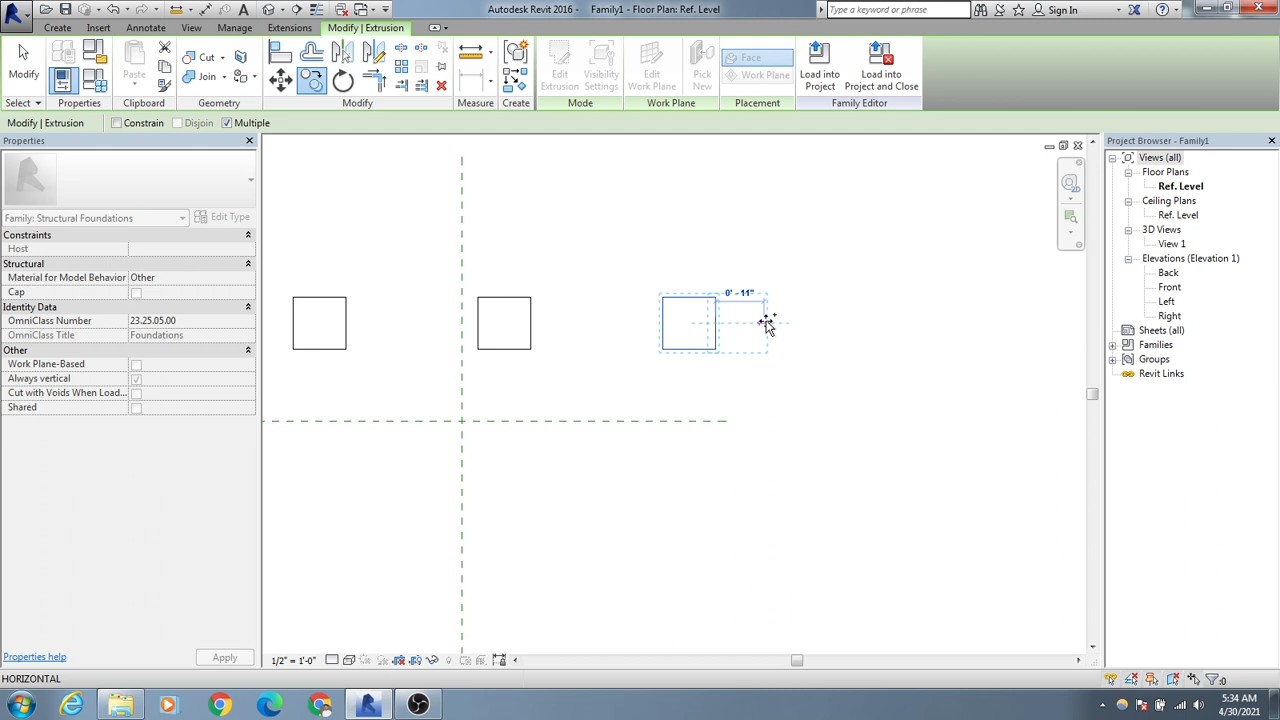 Autodesk Revit 2016 - Family1 - Floor Plan: Ref. Level
Type a keyword or phrase
Sign In
Create Insert Annotate View Manage Extensions Modify | Extrusion
Modify
Paste
Cut
Join
Edit Extrusion
Visibility Settings
Edit Work Plane
Pick New
Face
Work Plane
Load into Project
Load into Project and Close
Select Properties Clipboard Geometry Modify Measure Create Mode Work Plane Placement Family Editor
Modify | Extrusion Constrain Disjoin Multiple
Properties
Family: Structural Foundations Edit Type
Constraints
Host
Structural
Material for Model Behavior Other
Cap
Identity Data
OmniClass Number 23.25.05.00
OmniClass Title Foundations
Other
Work Plane-Based
Always vertical
Cut with Voids When Load...
Shared
Properties help Apply
0' - 11"
2D
1/2" = 1'-0"
Project Browser - Family1
Views (all)
Floor Plans
Ref. Level
Ceiling Plans
Ref. Level
3D Views
View 1
Elevations (Elevation 1)
Back
Front
Left
Right
Sheets (all)
Families
Groups
Revit Links
HORIZONTAL
:0
5:34 AM
4/30/2021